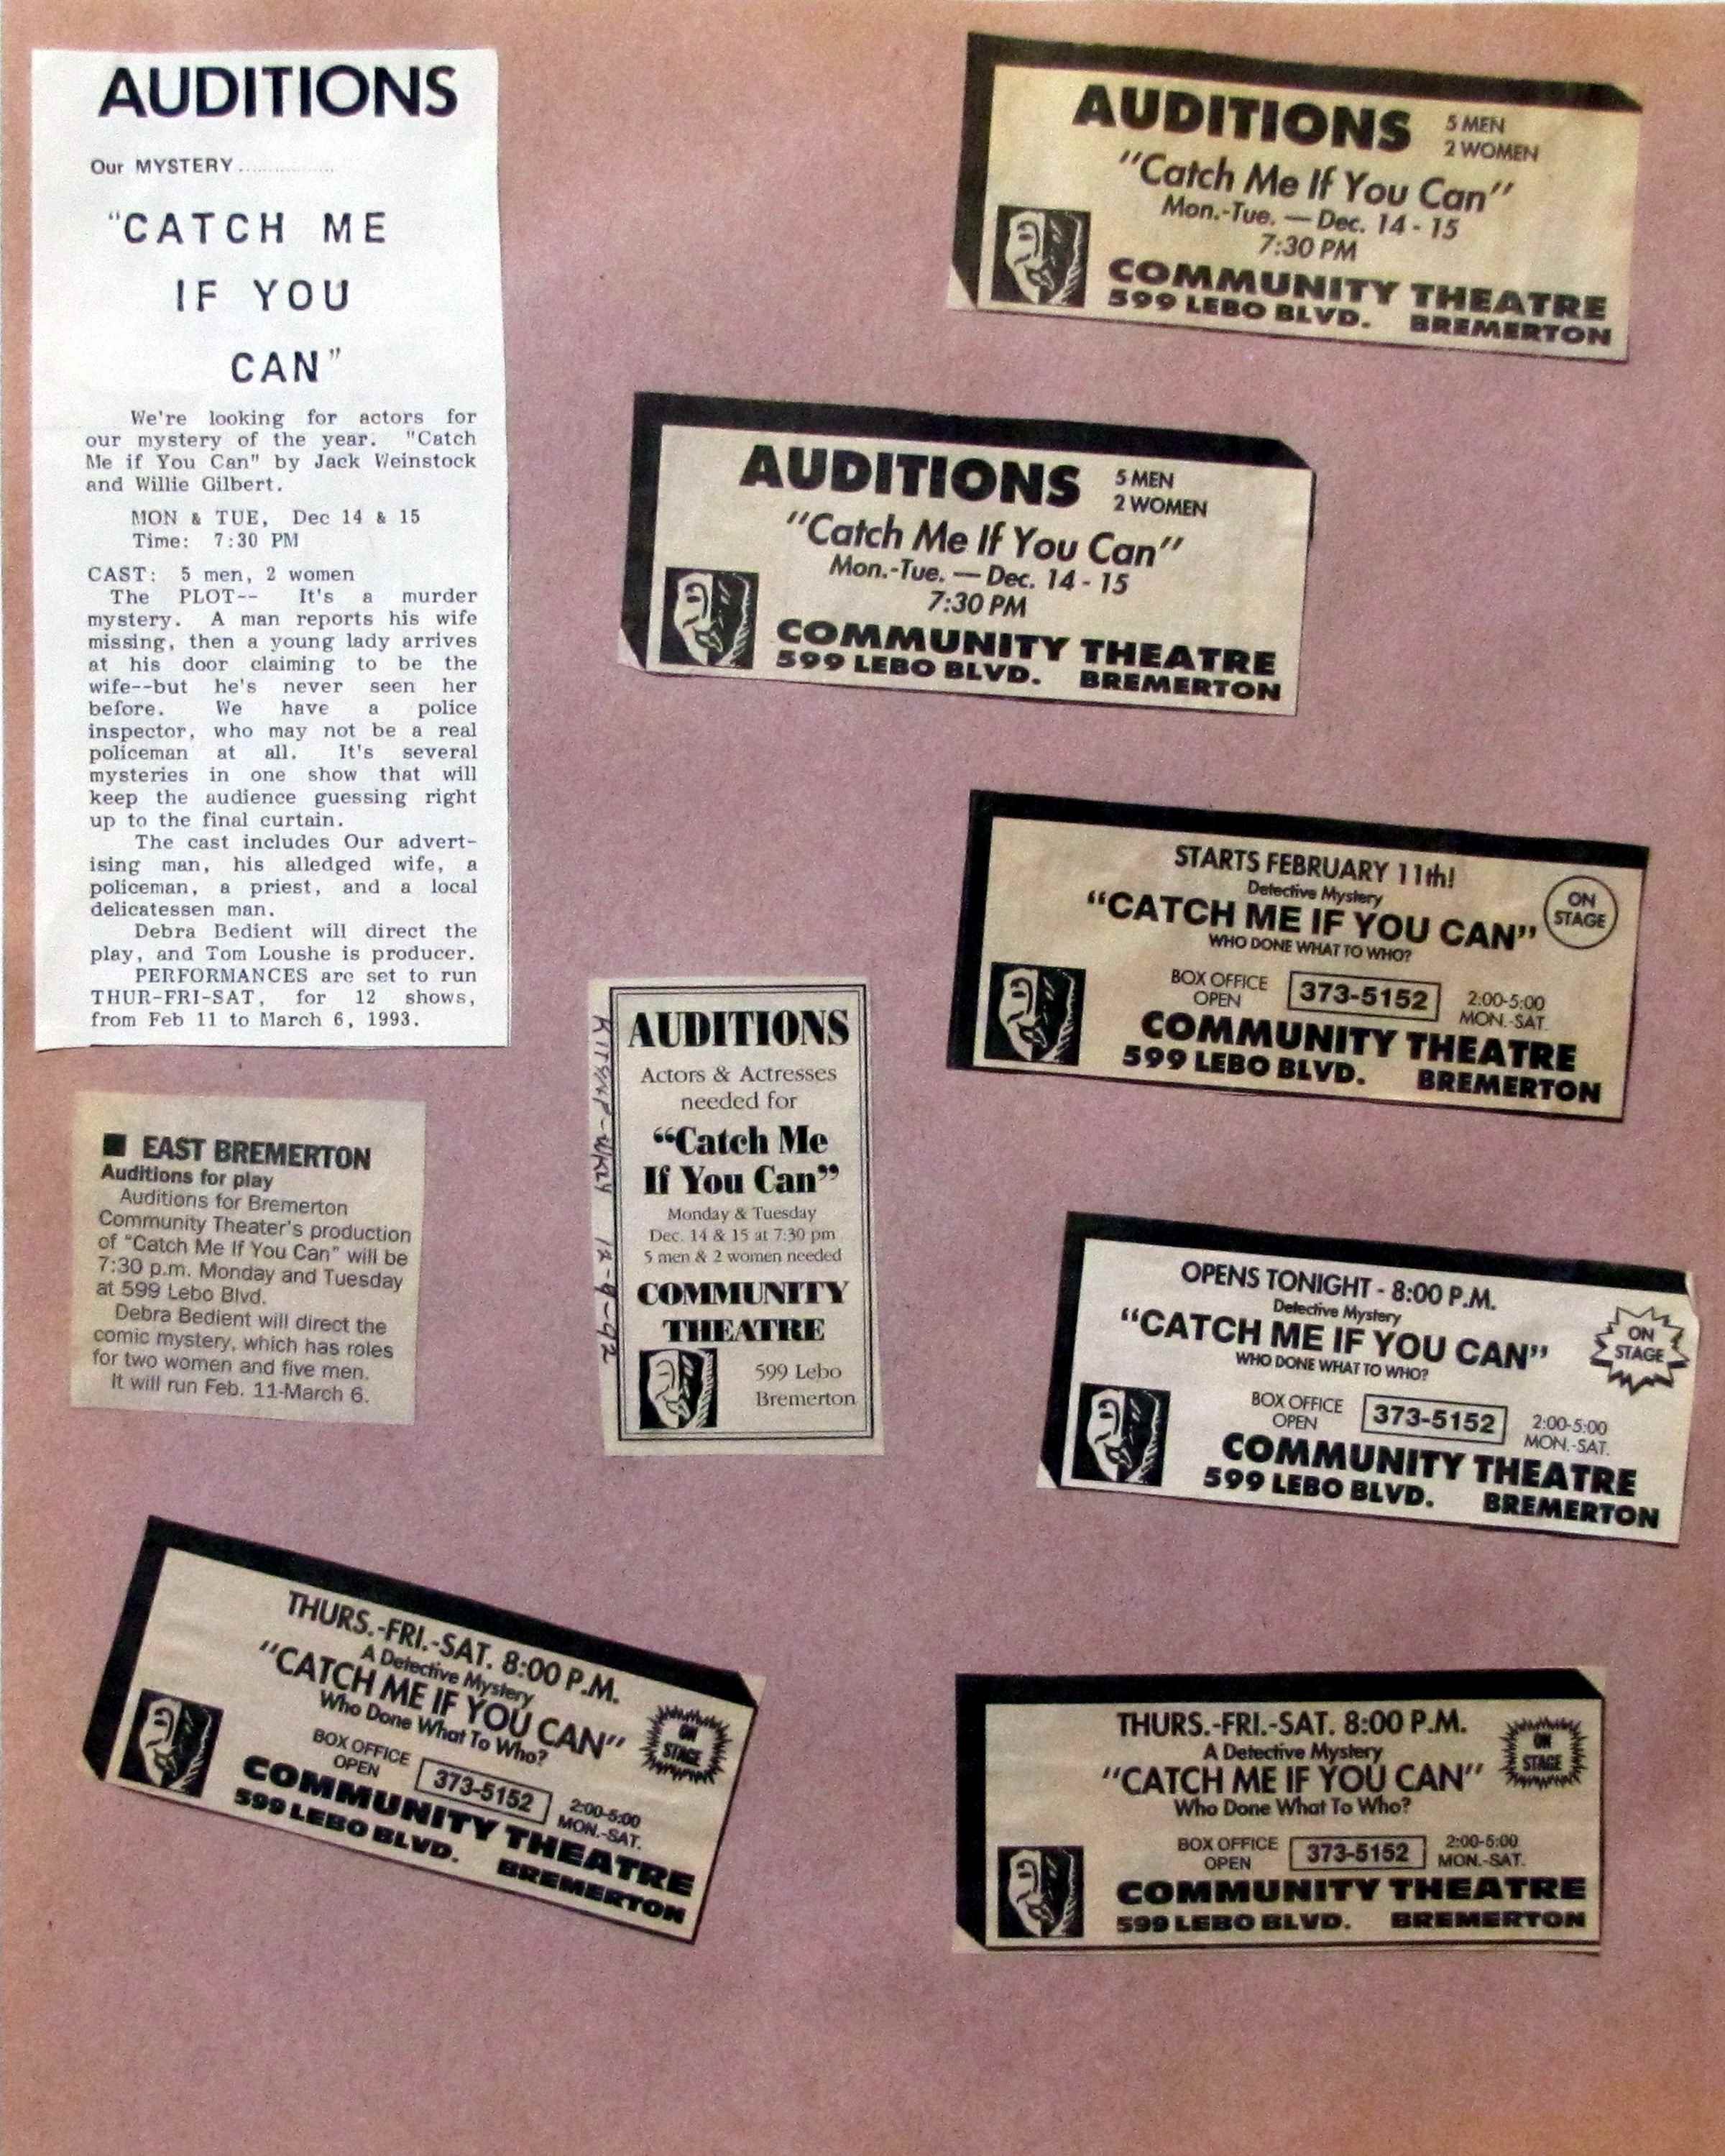 AUDITIONS
Our MYSTERY................
"CATCH ME
IF YOU
CAN"
We're looking for actors for
our mystery of the year. "Catch
Me if You Can" by Jack Weinstock
and Willie Gilbert.
MON & TUE, Dec 14 & 15
Time: 7:30 PM
CAST: 5 men, 2 women
The PLOT-- It's a murder
mystery. A man reports his wife
missing, then a young lady arrives
at his door claiming to be the
wife--but he's never seen her
before. We have a police
inspector, who may not be a real
policeman at all. It's several
mysteries in one show that will
keep the audience guessing right
up to the final curtain.
The cast includes Our advert-
ising man, his alledged wife, a
policeman, a priest, and a local
delicatessen man.
Debra Bedient will direct the
play, and Tom Loushe is producer.
PERFORMANCES are set to run
THUR-FRI-SAT, for 12 shows,
from Feb 11 to March 6, 1993.
AUDITIONS 5 MEN
2 WOMEN
"Catch Me If You Can"
Mon.-Tue. — Dec. 14 - 15
7:30 PM
COMMUNITY THEATRE
599 LEBO BLVD. BREMERTON
AUDITIONS 5 MEN
2 WOMEN
"Catch Me If You Can"
Mon.-Tue. — Dec. 14 - 15
7:30 PM
COMMUNITY THEATRE
599 LEBO BLVD. BREMERTON
STARTS FEBRUARY 11th!
Detective Mystery
"CATCH ME IF YOU CAN"
WHO DONE WHAT TO WHO?
ON
STAGE
BOX OFFICE
OPEN
373-5152
2:00-5:00
MON.-SAT.
COMMUNITY THEATRE
599 LEBO BLVD. BREMERTON
■ EAST BREMERTON
Auditions for play
Auditions for Bremerton
Community Theater's production
of "Catch Me If You Can" will be
7:30 p.m. Monday and Tuesday
at 599 Lebo Blvd.
Debra Bedient will direct the
comic mystery, which has roles
for two women and five men.
It will run Feb. 11-March 6.
KITSAP-WKLY 12-9-92
AUDITIONS
Actors & Actresses
needed for
"Catch Me
If You Can"
Monday & Tuesday
Dec. 14 & 15 at 7:30 pm
5 men & 2 women needed
COMMUNITY
THEATRE
599 Lebo
Bremerton
OPENS TONIGHT - 8:00 P.M.
Detective Mystery
"CATCH ME IF YOU CAN"
WHO DONE WHAT TO WHO?
ON
STAGE
BOX OFFICE
OPEN
373-5152
2:00-5:00
MON.-SAT.
COMMUNITY THEATRE
599 LEBO BLVD. BREMERTON
THURS.-FRI.-SAT. 8:00 P.M.
A Detective Mystery
"CATCH ME IF YOU CAN"
Who Done What To Who?
ON
STAGE
BOX OFFICE
OPEN
373-5152
2:00-5:00
MON.-SAT.
COMMUNITY THEATRE
599 LEBO BLVD. BREMERTON
THURS.-FRI.-SAT. 8:00 P.M.
A Detective Mystery
"CATCH ME IF YOU CAN"
Who Done What To Who?
ON
STAGE
BOX OFFICE
OPEN
373-5152
2:00-5:00
MON.-SAT.
COMMUNITY THEATRE
599 LEBO BLVD. BREMERTON